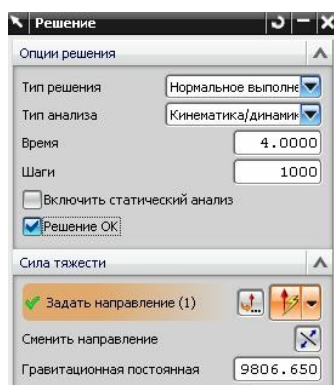 Решение
Опции решения
Тип решения Нормальное выполне
Тип анализа Кинематика/динамик
Время 4.0000
Шаги 1000
Включить статический анализ
Решение OK
Сила тяжести
Задать направление (1)
Сменить направление
Гравитационная постоянная 9806.650